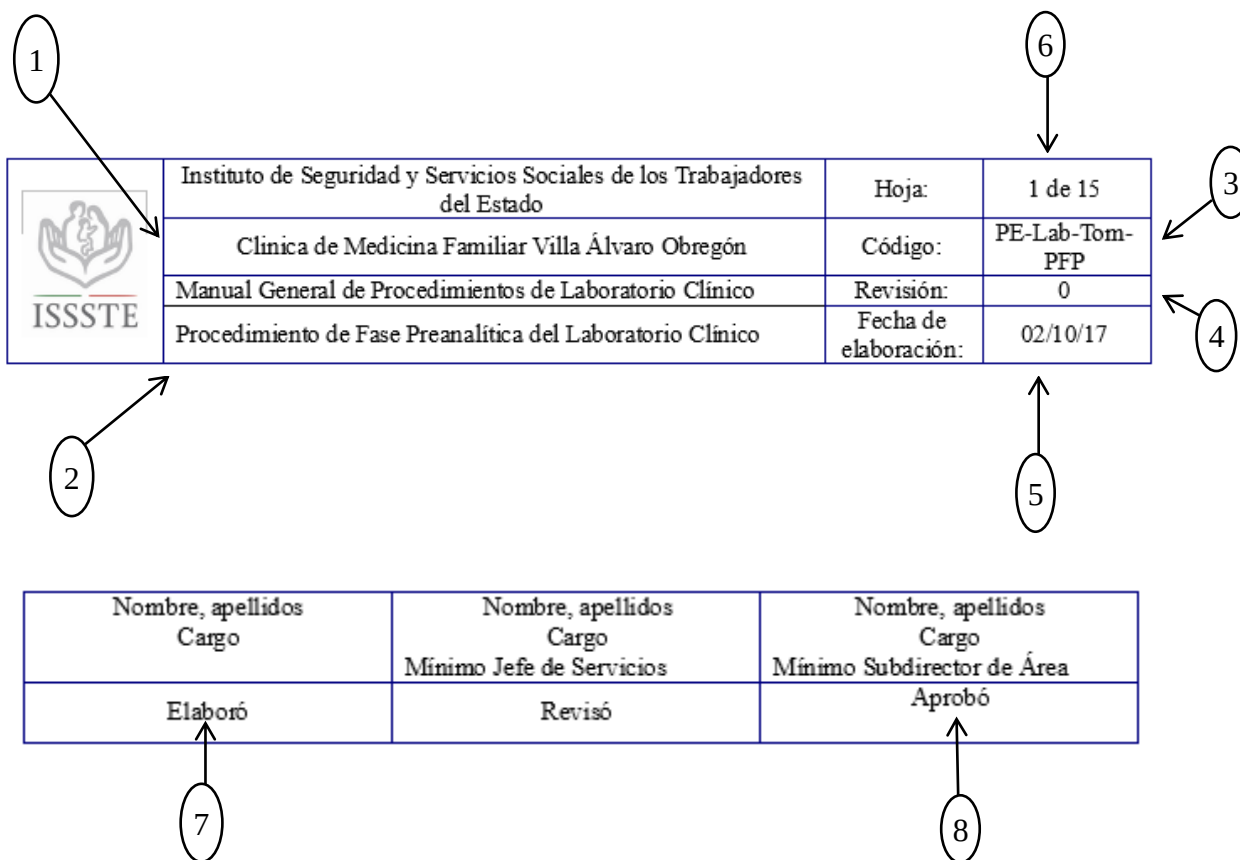 1
6
Instituto de Seguridad y Servicios Sociales de los Trabajadores
del Estado
Hoja:
1 de 15
3
Clinica de Medicina Familiar Villa Álvaro Obregón
Código:
PE-Lab-Tom-
PFP
Manual General de Procedimientos de Laboratorio Clínico
Revisión:
0
ISSSTE
Procedimiento de Fase Preanalítica del Laboratorio Clínico
Fecha de
elaboración:
02/10/17
4
2
5
Nombre, apellidos
Cargo
Nombre, apellidos
Cargo
Mínimo Jefe de Servicios
Nombre, apellidos
Cargo
Mínimo Subdirector de Área
Elaboró
Revisó
Aprobó
7
8